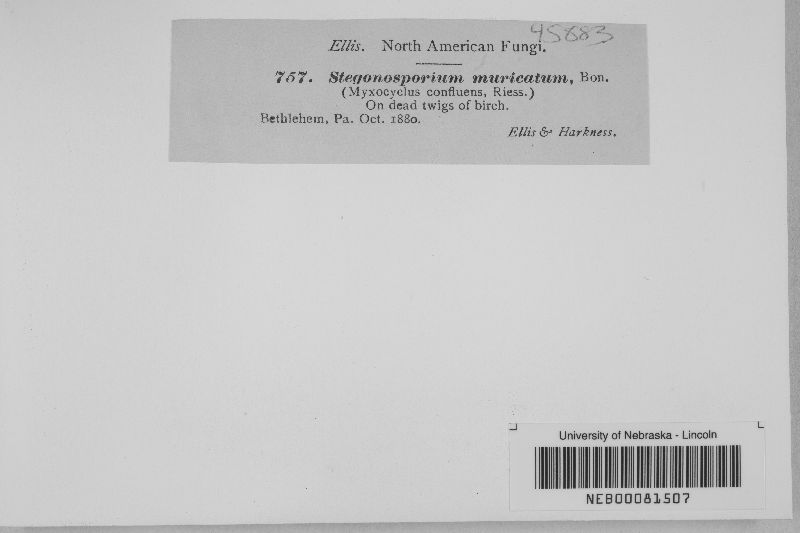 45883
Ellis. North American Fungi.
757. Stegonosporium muricatum, Bon.
(Myxocyclus confluens, Riess.)
On dead twigs of birch.
Bethlehem, Pa. Oct. 1880.
Ellis & Harkness.
University of Nebraska - Lincoln
NEB00081507